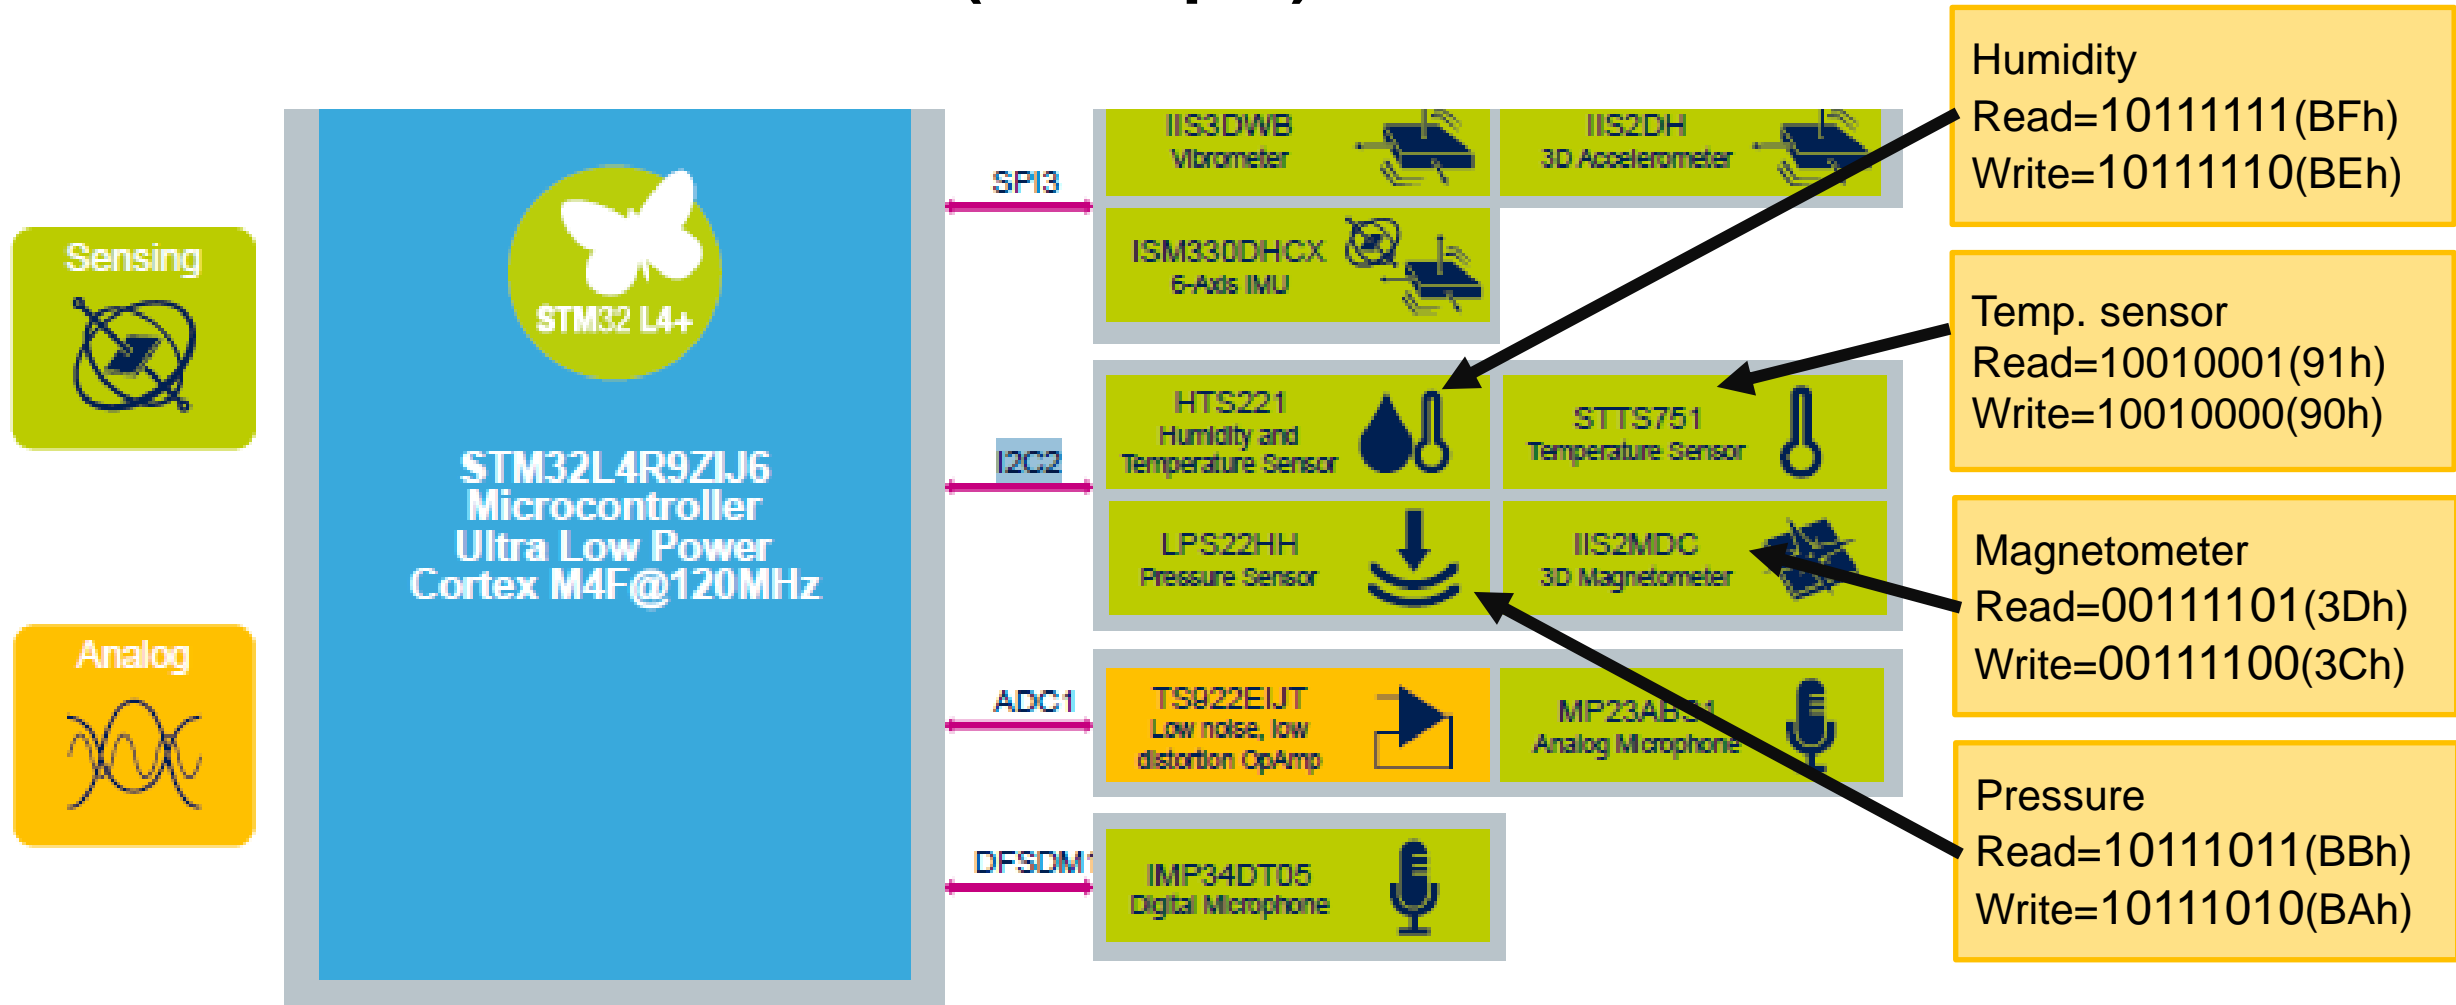 Sensing
Analog
STM32 L4+
STM32L4R9ZIJ6
Microcontroller
Ultra Low Power
Cortex M4F@120MHz
SPI3
I2C2
ADC1
DFSDM1
IIS3DWB
Vibrometer
IIS2DH
3D Accelerometer
ISM330DHCX
6-Axis IMU
HTS221
Humidity and
Temperature Sensor
STTS751
Temperature Sensor
LPS22HH
Pressure Sensor
IIS2MDC
3D Magnetometer
TS922EIJT
Low noise, low
distortion OpAmp
MP23ABS1
Analog Microphone
IMP34DT05
Digital Microphone
Humidity
Read=10111111(BFh)
Write=10111110(BEh)
Temp. sensor
Read=10010001(91h)
Write=10010000(90h)
Magnetometer
Read=00111101(3Dh)
Write=00111100(3Ch)
Pressure
Read=10111011(BBh)
Write=10111010(BAh)